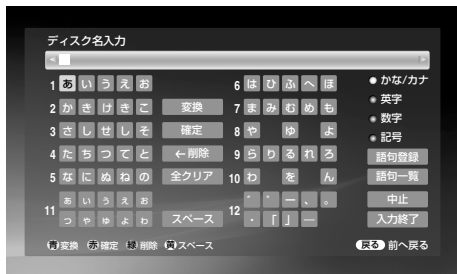 ディスク名入力
1 あ い う え お 6 は ひ ふ へ ほ かな/カナ
2 か き け き こ 変換 7 ま み む め も 英字
数字
3 さ し せ し そ 確定 8 や ゆ よ 記号
4 た ち つ て と ←削除 9 ら り る れ ろ 語句登録
5 な に ぬ ね の 全クリア 10 わ を ん 語句一覧
11 ぁ ぃ ぅ ぇ ぉ 12 ゛ ゜ ー 、 。 中止
っ ゃ ゅ ょ ゎ スペース ・ 「 」 — 入力終了
青 変換 赤 確定 緑 削除 黄 スペース 戻る 前へ戻る